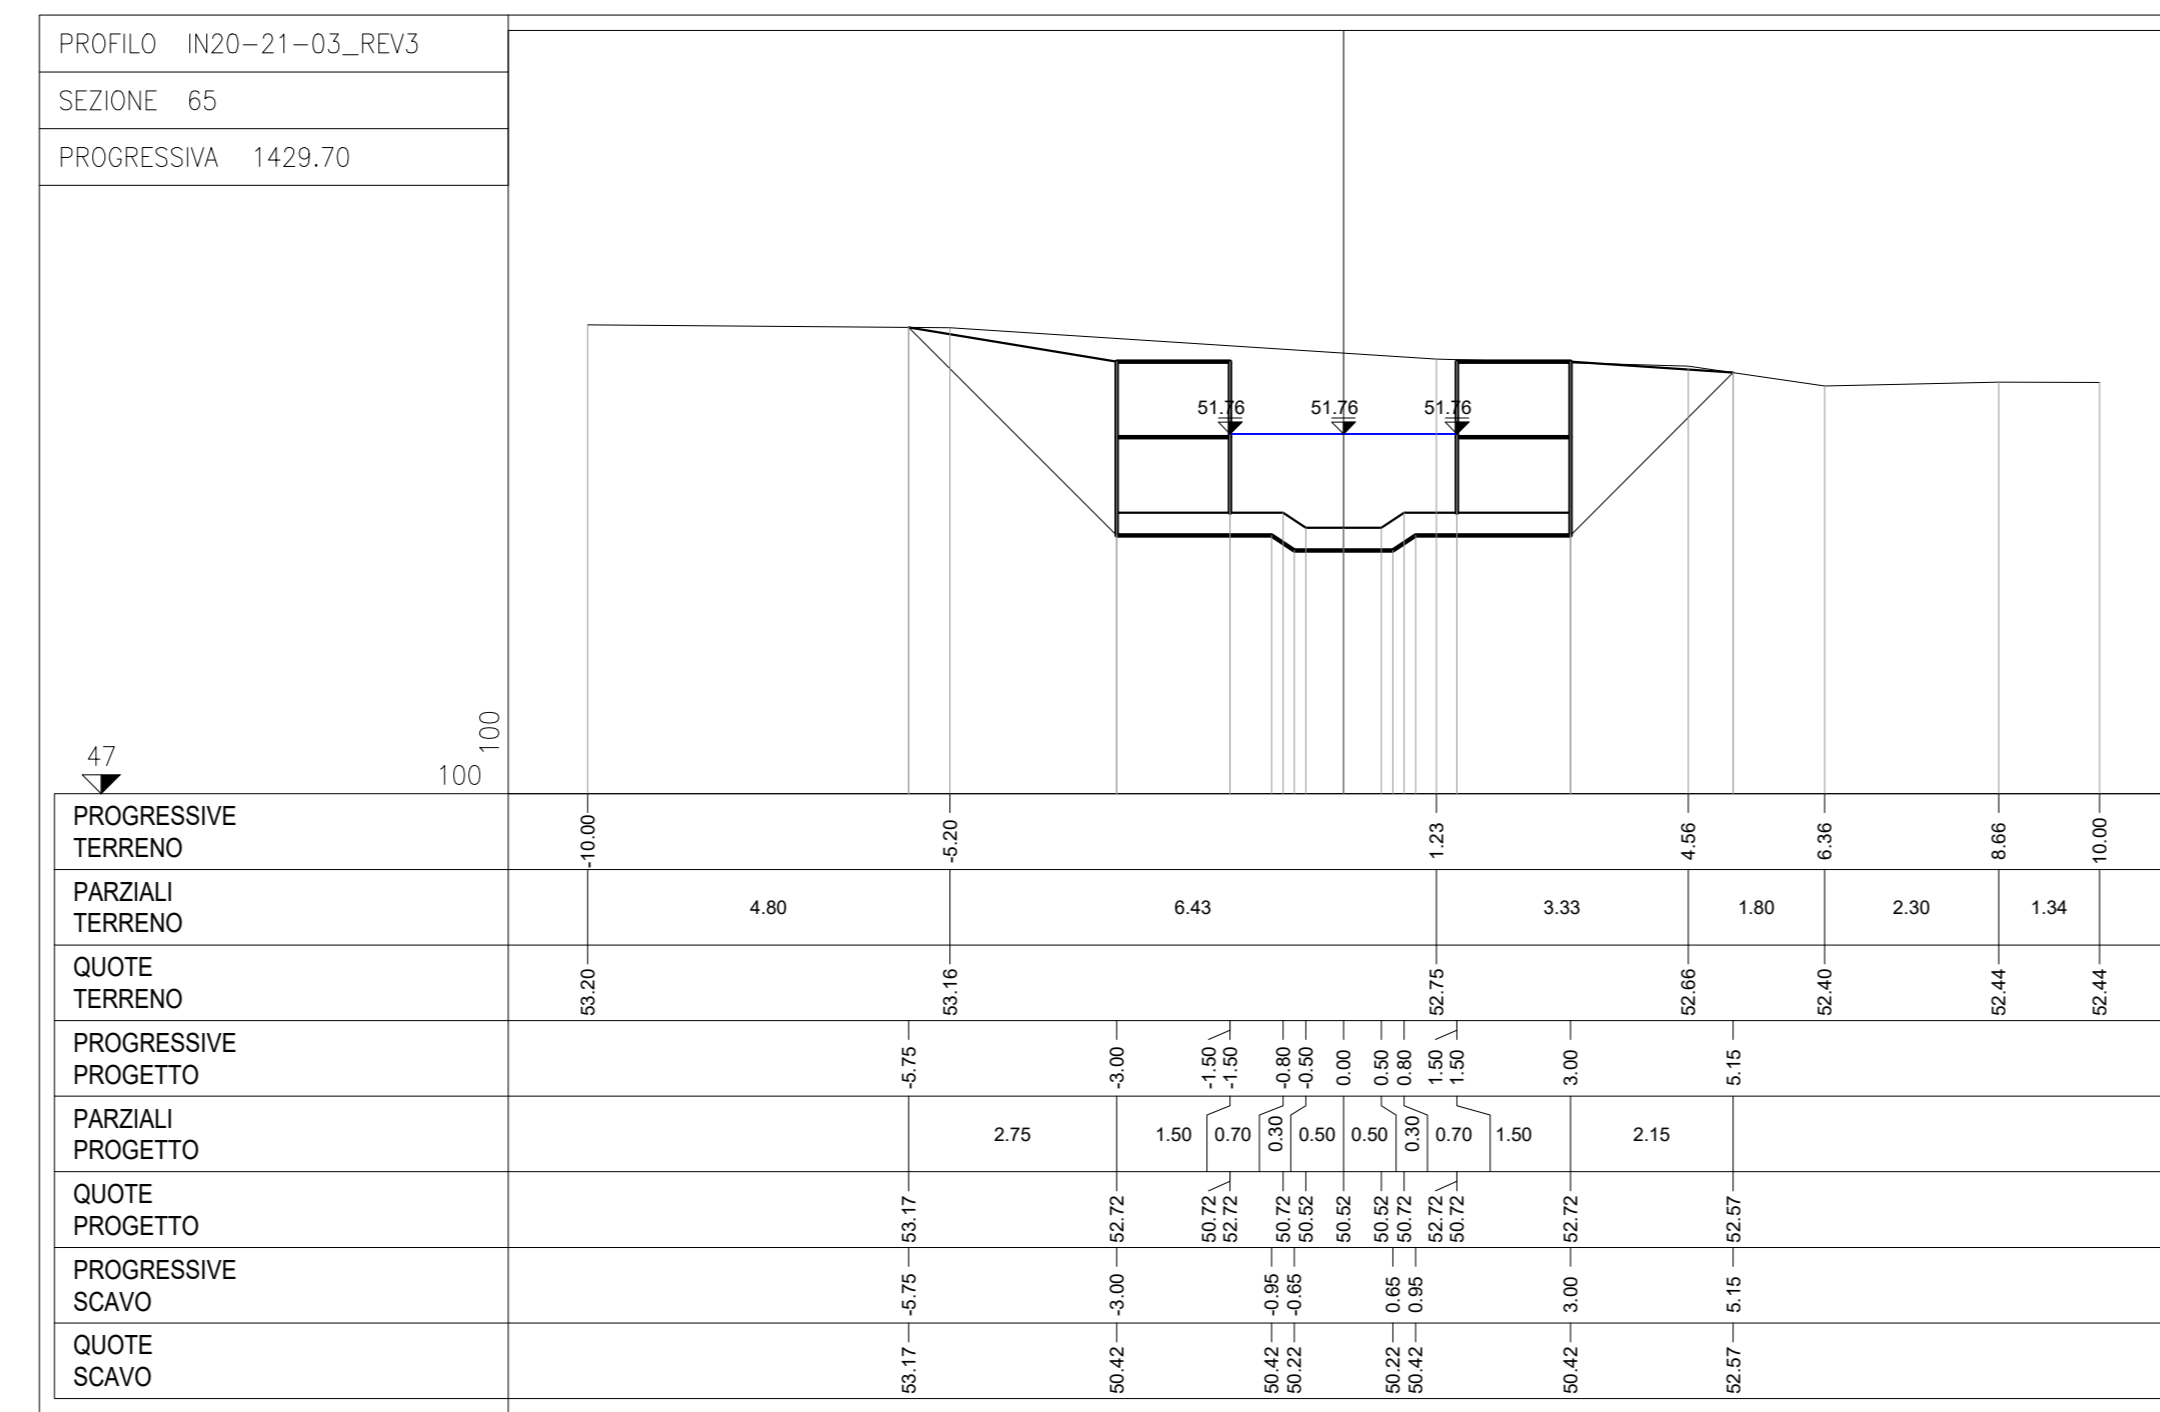 PROFILO IN20-21-03_REV3
SEZIONE 65
PROGRESSIVA 1429.70
51.76 51.76 51.76
47
100
100
PROGRESSIVE
TERRENO
-10.00 -5.20 1.23 4.56 6.36 8.66 10.00
PARZIALI
TERRENO
4.80 6.43 3.33 1.80 2.30 1.34
QUOTE
TERRENO
53.20 53.16 52.75 52.66 52.40 52.44 52.44
PROGRESSIVE
PROGETTO
-5.75 -3.00 -1.50 -1.50 -0.80 -0.50 0.00 0.50 0.80 1.50 1.50 3.00 5.15
PARZIALI
PROGETTO
2.75 1.50 0.70 0.30 0.50 0.50 0.30 0.70 1.50 2.15
QUOTE
PROGETTO
53.17 52.72 50.72 52.72 50.72 50.52 50.52 50.52 50.72 52.72 50.72 52.72 52.57
PROGRESSIVE
SCAVO
-5.75 -3.00 -0.95 -0.65 0.65 0.95 3.00 5.15
QUOTE
SCAVO
53.17 50.42 50.42 50.22 50.22 50.42 50.42 52.57